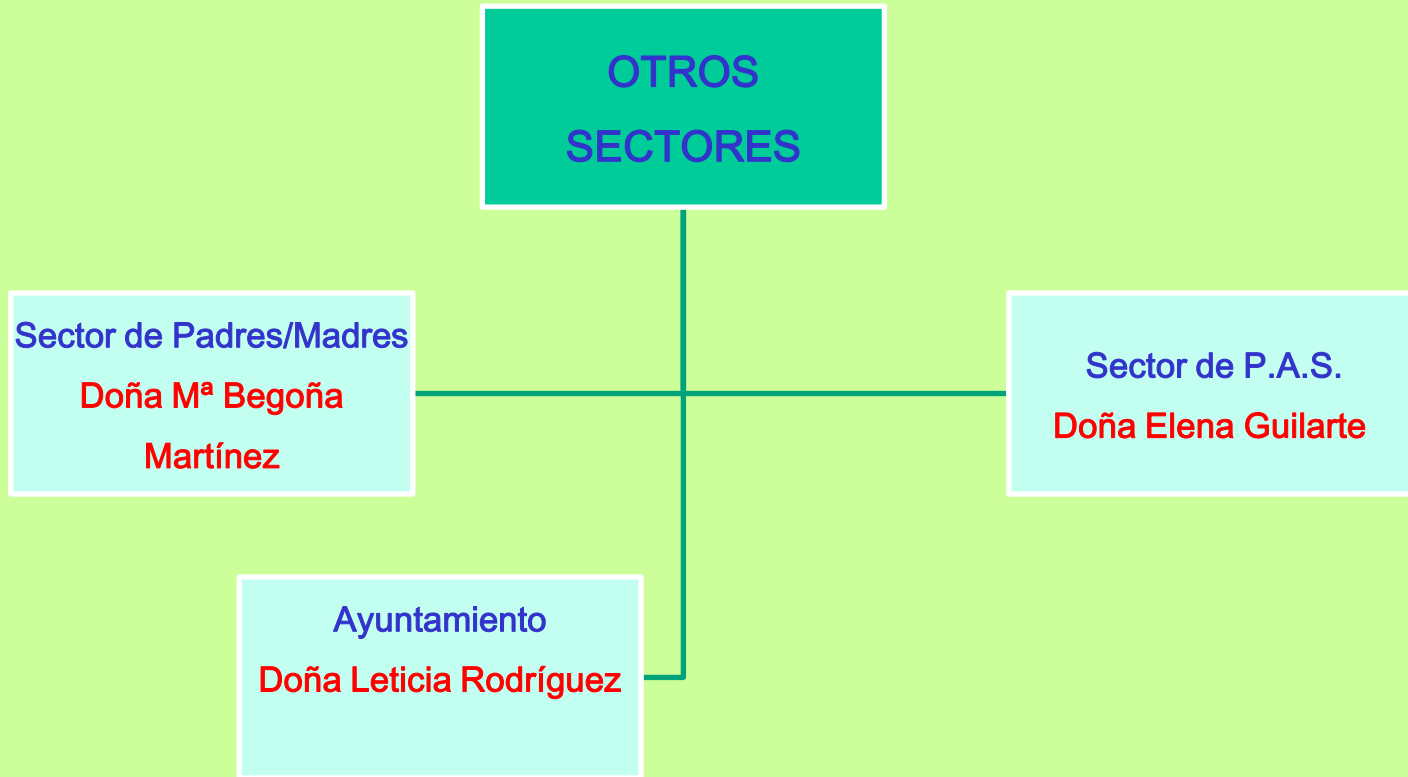 OTROS
SECTORES
Sector de Padres/Madres
Doña Mª Begoña
Martínez
Sector de P.A.S.
Doña Elena Guilarte
Ayuntamiento
Doña Leticia Rodríguez